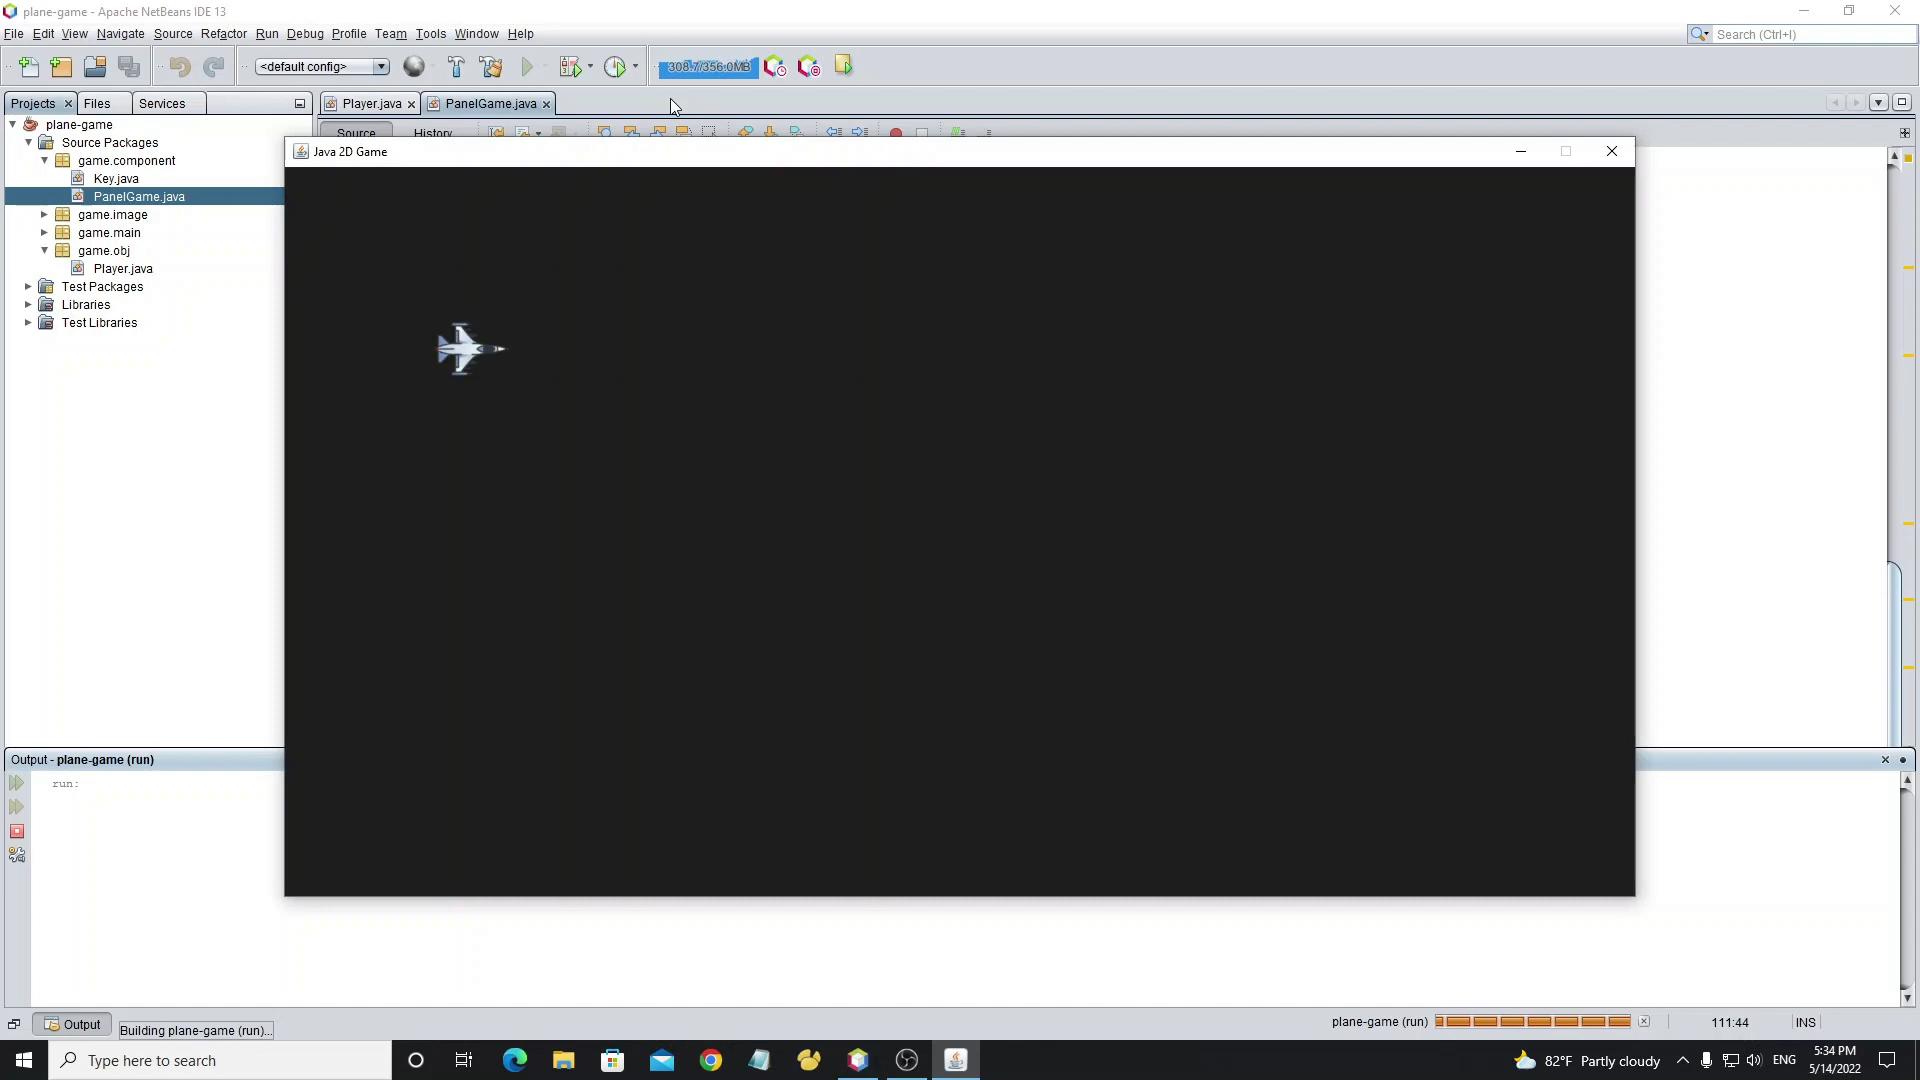 plane-game - Apache NetBeans IDE 13
File Edit View Navigate Source Refactor Run Debug Profile Team Tools Window Help
Search (Ctrl+I)
<default config>
308.7/356.0MB
Projects Files Services
Player.java PanelGame.java
Source History
plane-game
Source Packages
game.component
Key.java
PanelGame.java
game.image
game.main
game.obj
Player.java
Test Packages
Libraries
Test Libraries
Java 2D Game
Output - plane-game (run)
run:
Output
Building plane-game (run)...
plane-game (run)
111:44
INS
Type here to search
82°F Partly cloudy
ENG
5:34 PM
5/14/2022